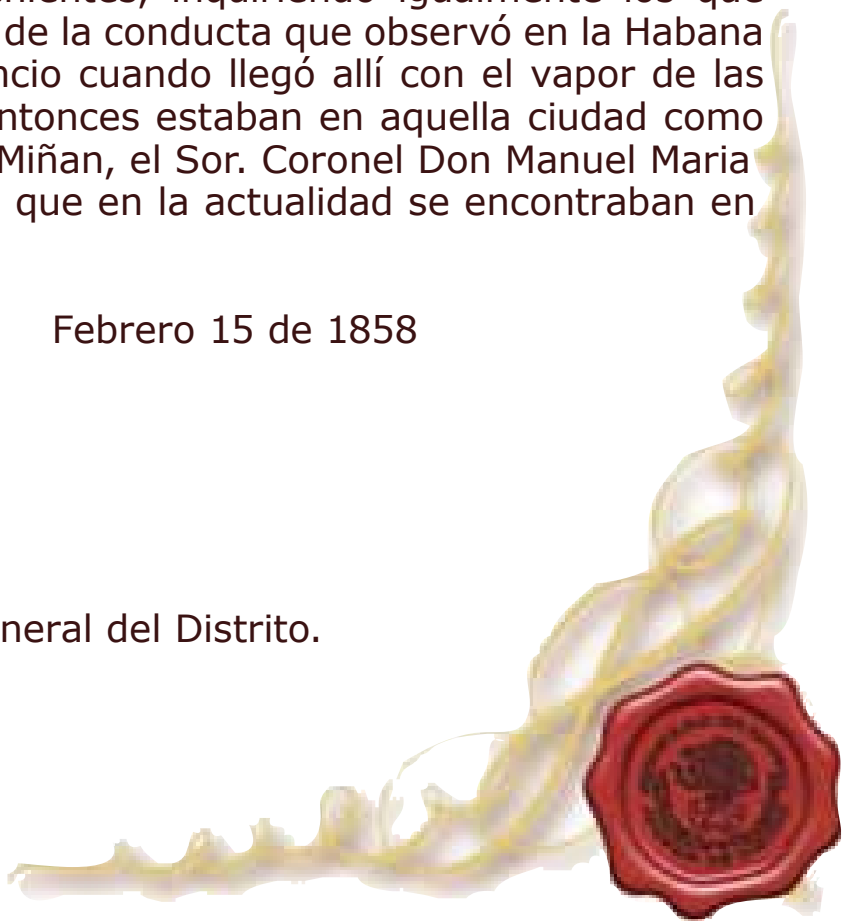 de la conducta que observó en la Habana
ncio cuando llegó allí con el vapor de las
ntonces estaban en aquella ciudad como
Miñan, el Sor. Coronel Don Manuel Maria
que en la actualidad se encontraban en
Febrero 15 de 1858
neral del Distrito.